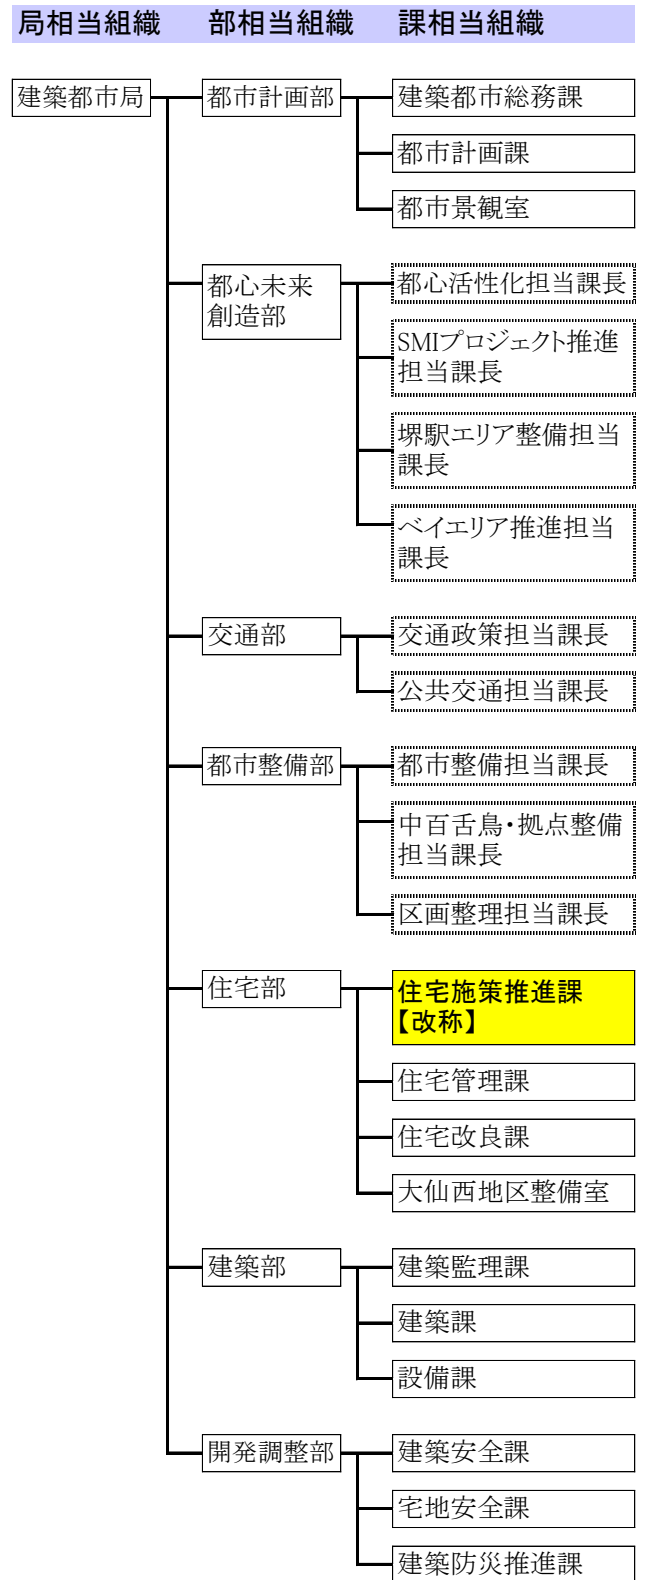 局相当組織 部相当組織 課相当組織
建築都市局 都市計画部 建築都市総務課
都市計画課
都市景観室
都心未来
創造部
都心活性化担当課長
SMIプロジェクト推進
担当課長
堺駅エリア整備担当
課長
ベイエリア推進担当
課長
交通部 交通政策担当課長
公共交通担当課長
都市整備部 都市整備担当課長
中百舌鳥・拠点整備
担当課長
区画整理担当課長
住宅部 住宅施策推進課
【改称】
住宅管理課
住宅改良課
大仙西地区整備室
建築部 建築監理課
建築課
設備課
開発調整部 建築安全課
宅地安全課
建築防災推進課